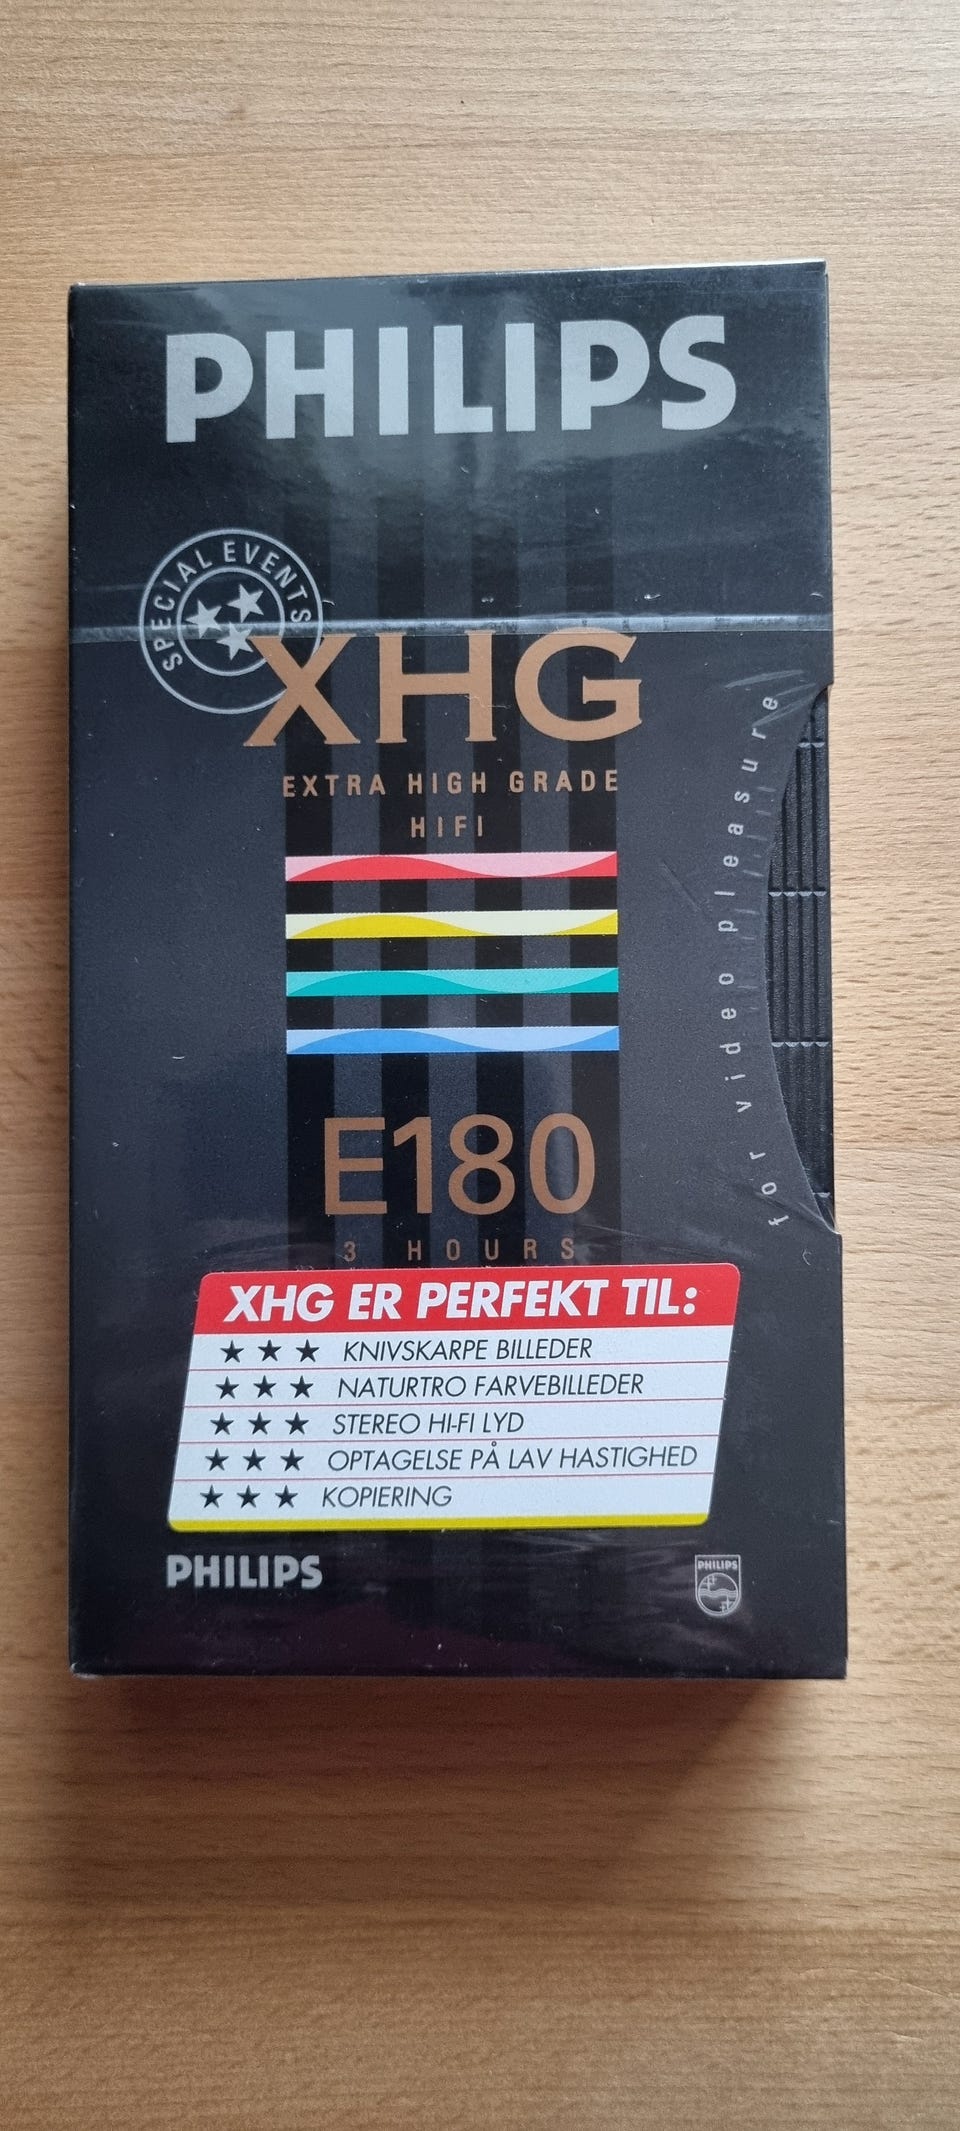 PHILIPS
SPECIAL EVENTS
XHG
EXTRA HIGH GRADE
HIFI
for video pleasure
E180
3 HOURS
XHG ER PERFEKT TIL:
★ ★ ★ KNIVSKARPE BILLEDER
★ ★ ★ NATURTRO FARVEBILLEDER
★ ★ ★ STEREO HI-FI LYD
★ ★ ★ OPTAGELSE PÅ LAV HASTIGHED
★ ★ ★ KOPIERING
PHILIPS
PHILIPS